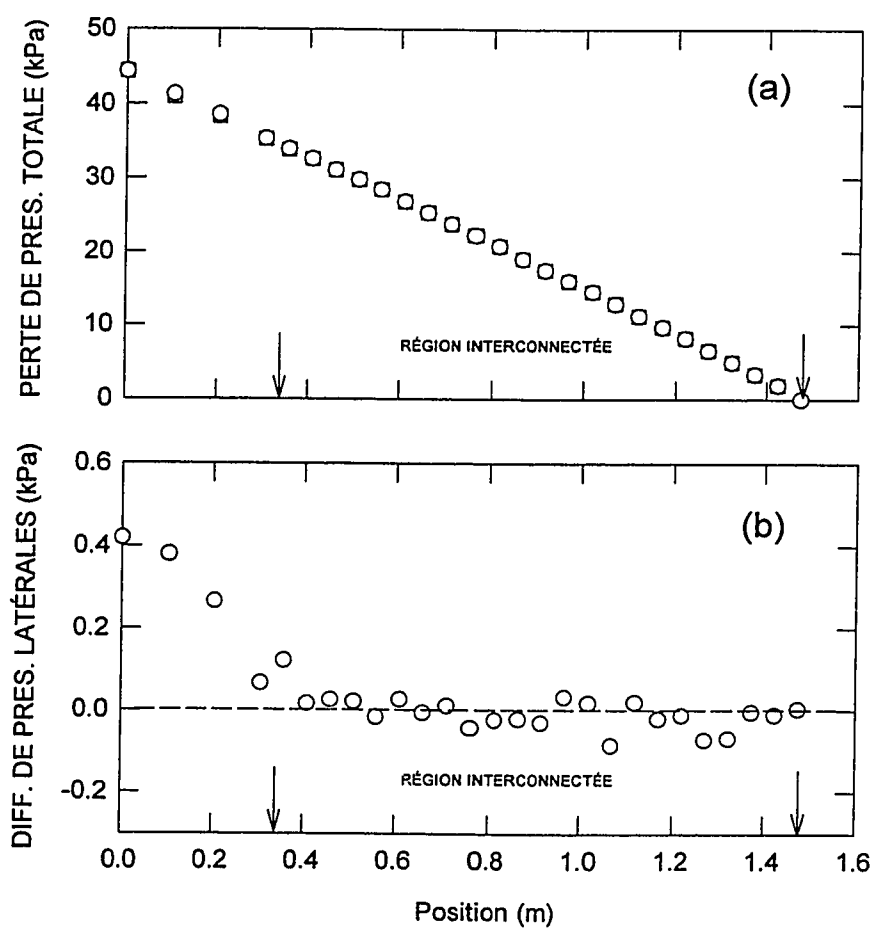 PERTE DE PRES. TOTALE (kPa)
50
40
30
20
10
0
(a)
RÉGION INTERCONNECTÉE
DIFF. DE PRES. LATÉRALES (kPa)
0.6
0.4
0.2
0.0
-0.2
(b)
RÉGION INTERCONNECTÉE
0.0 0.2 0.4 0.6 0.8 1.0 1.2 1.4 1.6
Position (m)